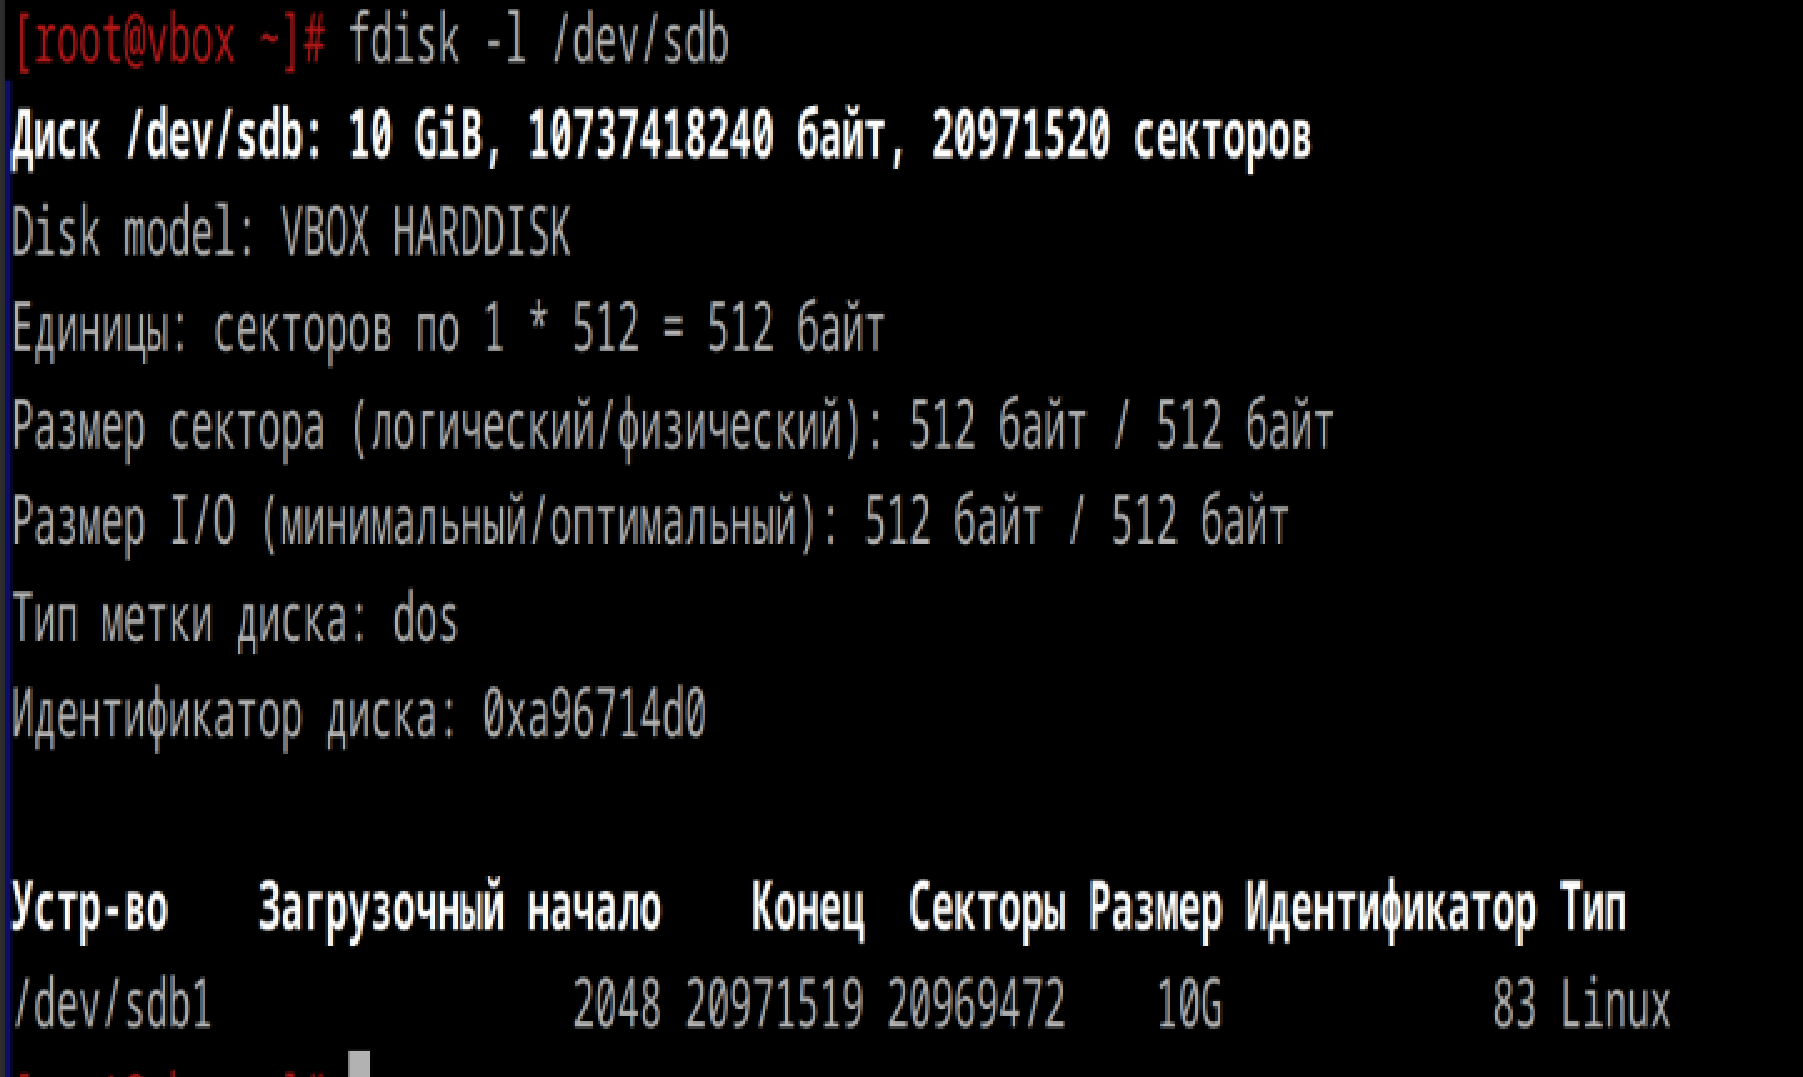 [root@vbox ~]# fdisk -l /dev/sdb
Диск /dev/sdb: 10 GiB, 10737418240 байт, 20971520 секторов
Disk model: VBOX HARDDISK
Единицы: секторов по 1 * 512 = 512 байт
Размер сектора (логический/физический): 512 байт / 512 байт
Размер I/O (минимальный/оптимальный): 512 байт / 512 байт
Тип метки диска: dos
Идентификатор диска: 0xa96714d0
Устр-во Загрузочный начало Конец Секторы Размер Идентификатор Тип
/dev/sdb1 2048 20971519 20969472 10G 83 Linux